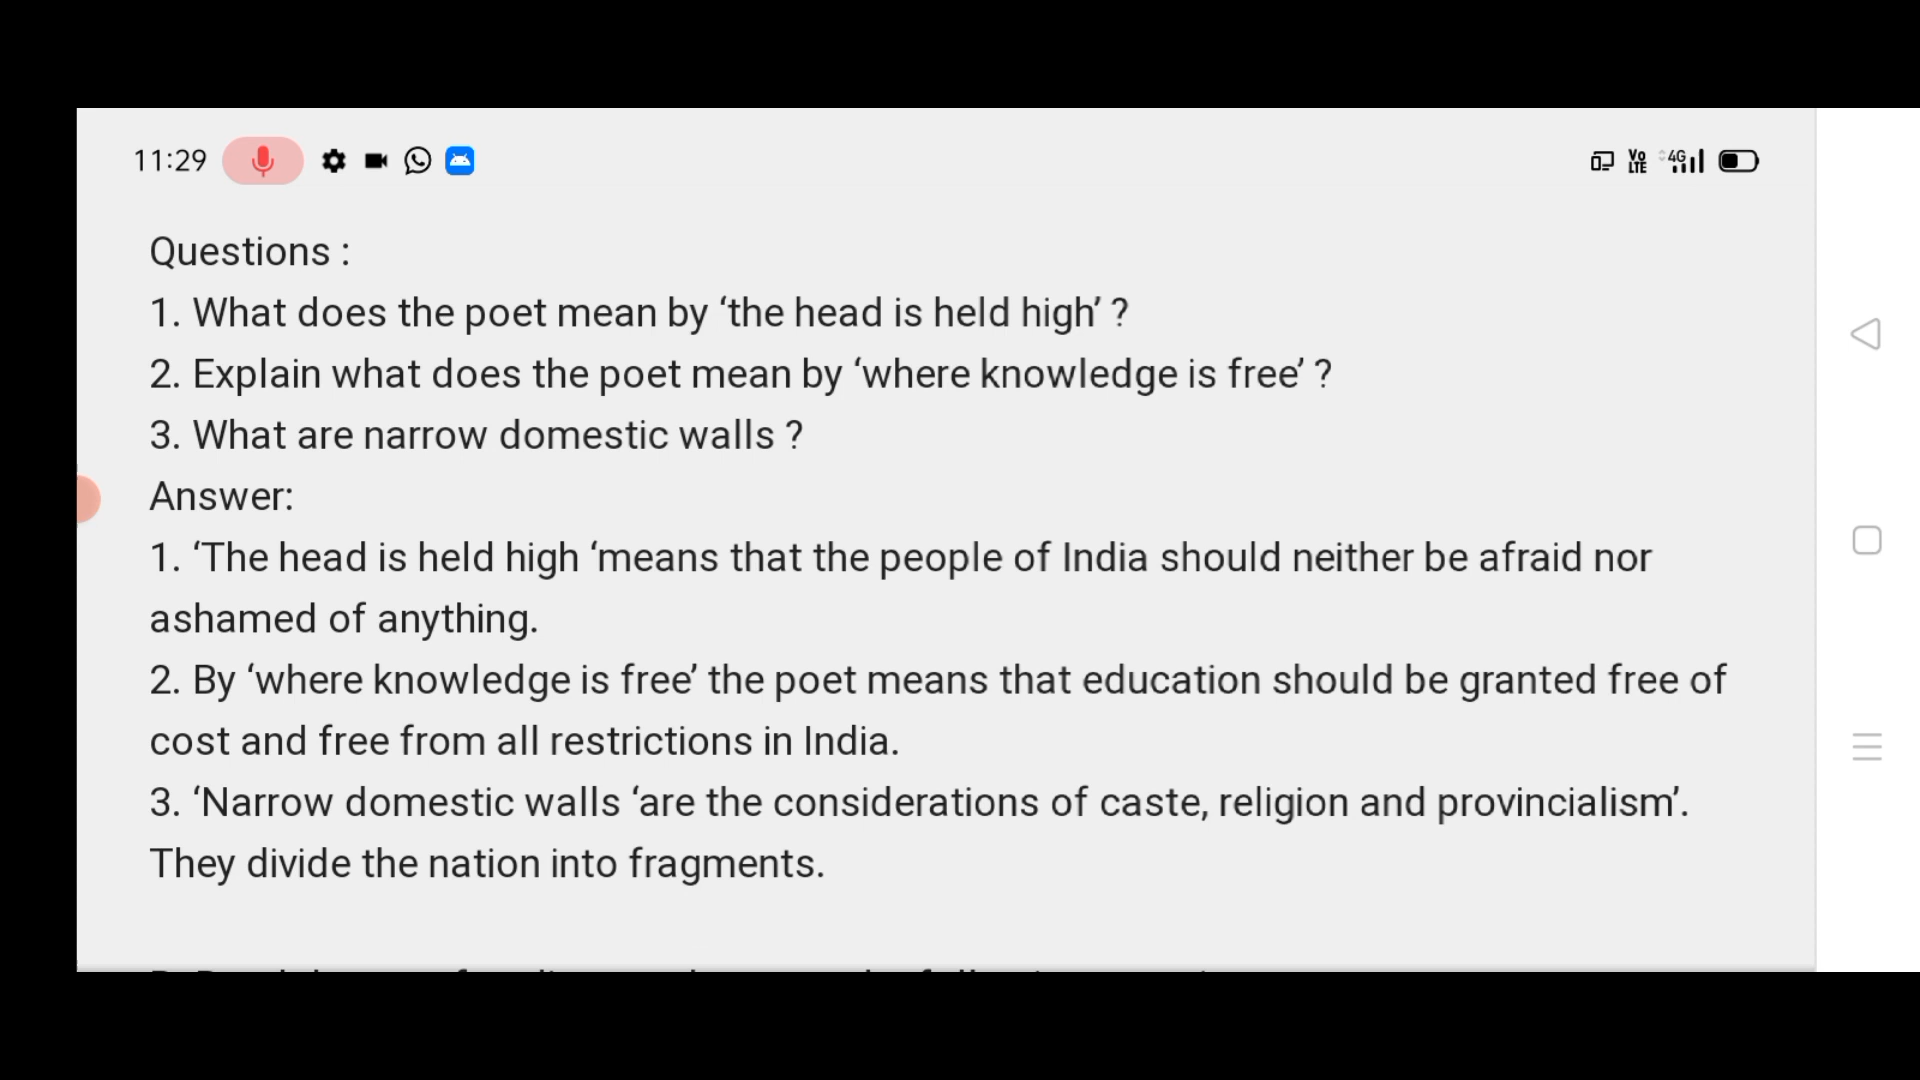 11:29
Vo LTE 4G
Questions :
1. What does the poet mean by ‘the head is held high’ ?
2. Explain what does the poet mean by ‘where knowledge is free’ ?
3. What are narrow domestic walls ?
Answer:
1. ‘The head is held high ‘means that the people of India should neither be afraid nor
ashamed of anything.
2. By ‘where knowledge is free’ the poet means that education should be granted free of
cost and free from all restrictions in India.
3. ‘Narrow domestic walls ‘are the considerations of caste, religion and provincialism’.
They divide the nation into fragments.